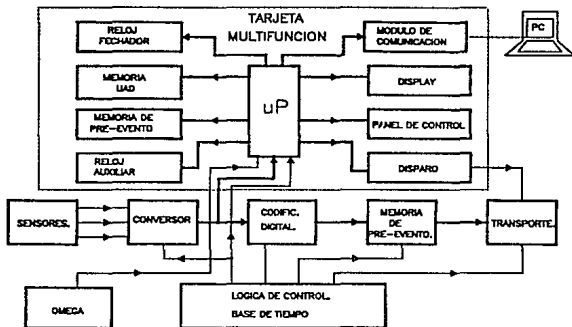 TARJETA
MULTIFUNCION
RELOJ
FECHADOR
MODULO DE
COMUNICACION
PC
MEMORIA
UAD
uP
DISPLAY
MEMORIA DE
PRE-EVENTO
PANEL DE CONTROL
RELOJ
AUXILIAR
DISPARO
SENSORES.
CONVERSOR
CODIFIC.
DIGITAL.
MEMORIA
DE
PRE-EVENTO.
TRANSPORTE.
OMEGA
LOGICA DE CONTROL.
BASE DE TIEMPO